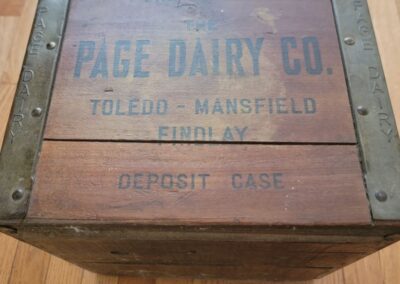 THE
PAGE DAIRY CO.
TOLEDO - MANSFIELD
FINDLAY
DEPOSIT CASE
PAGE DAIRY
PAGE DAIRY